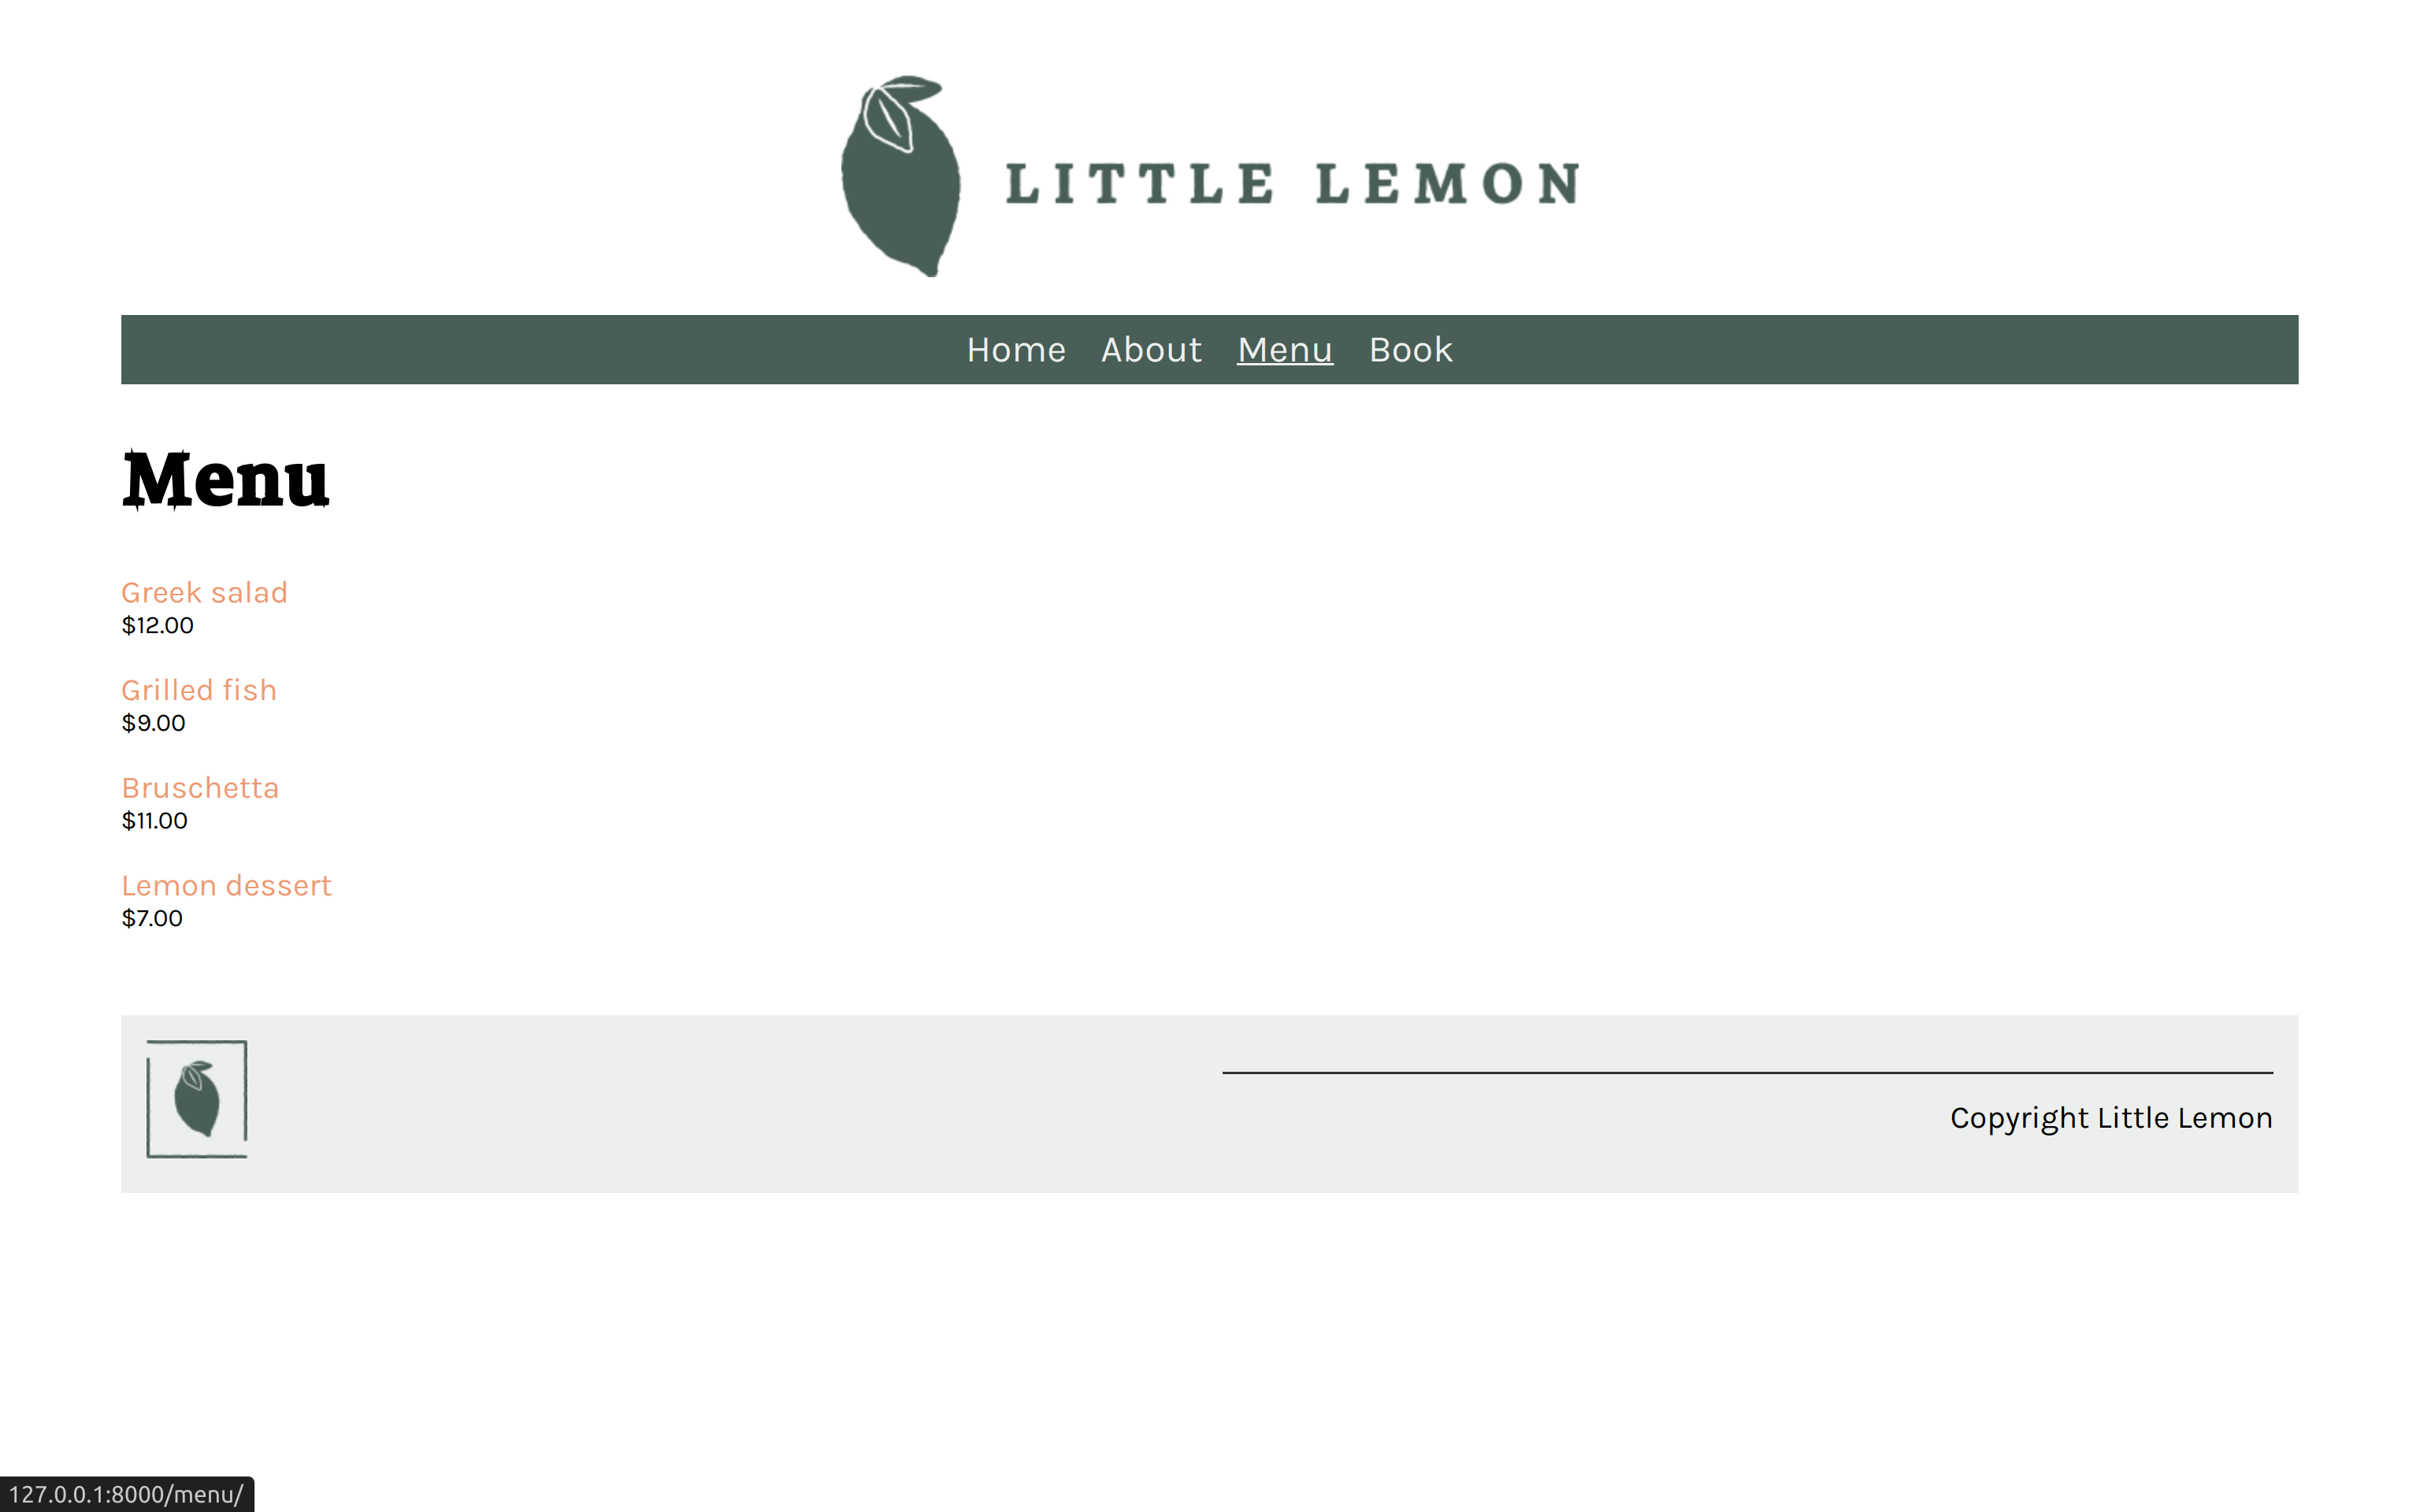 LITTLE LEMON
Home About Menu Book
Menu
Greek salad
$12.00
Grilled fish
$9.00
Bruschetta
$11.00
Lemon dessert
$7.00
Copyright Little Lemon
127.0.0.1:8000/menu/